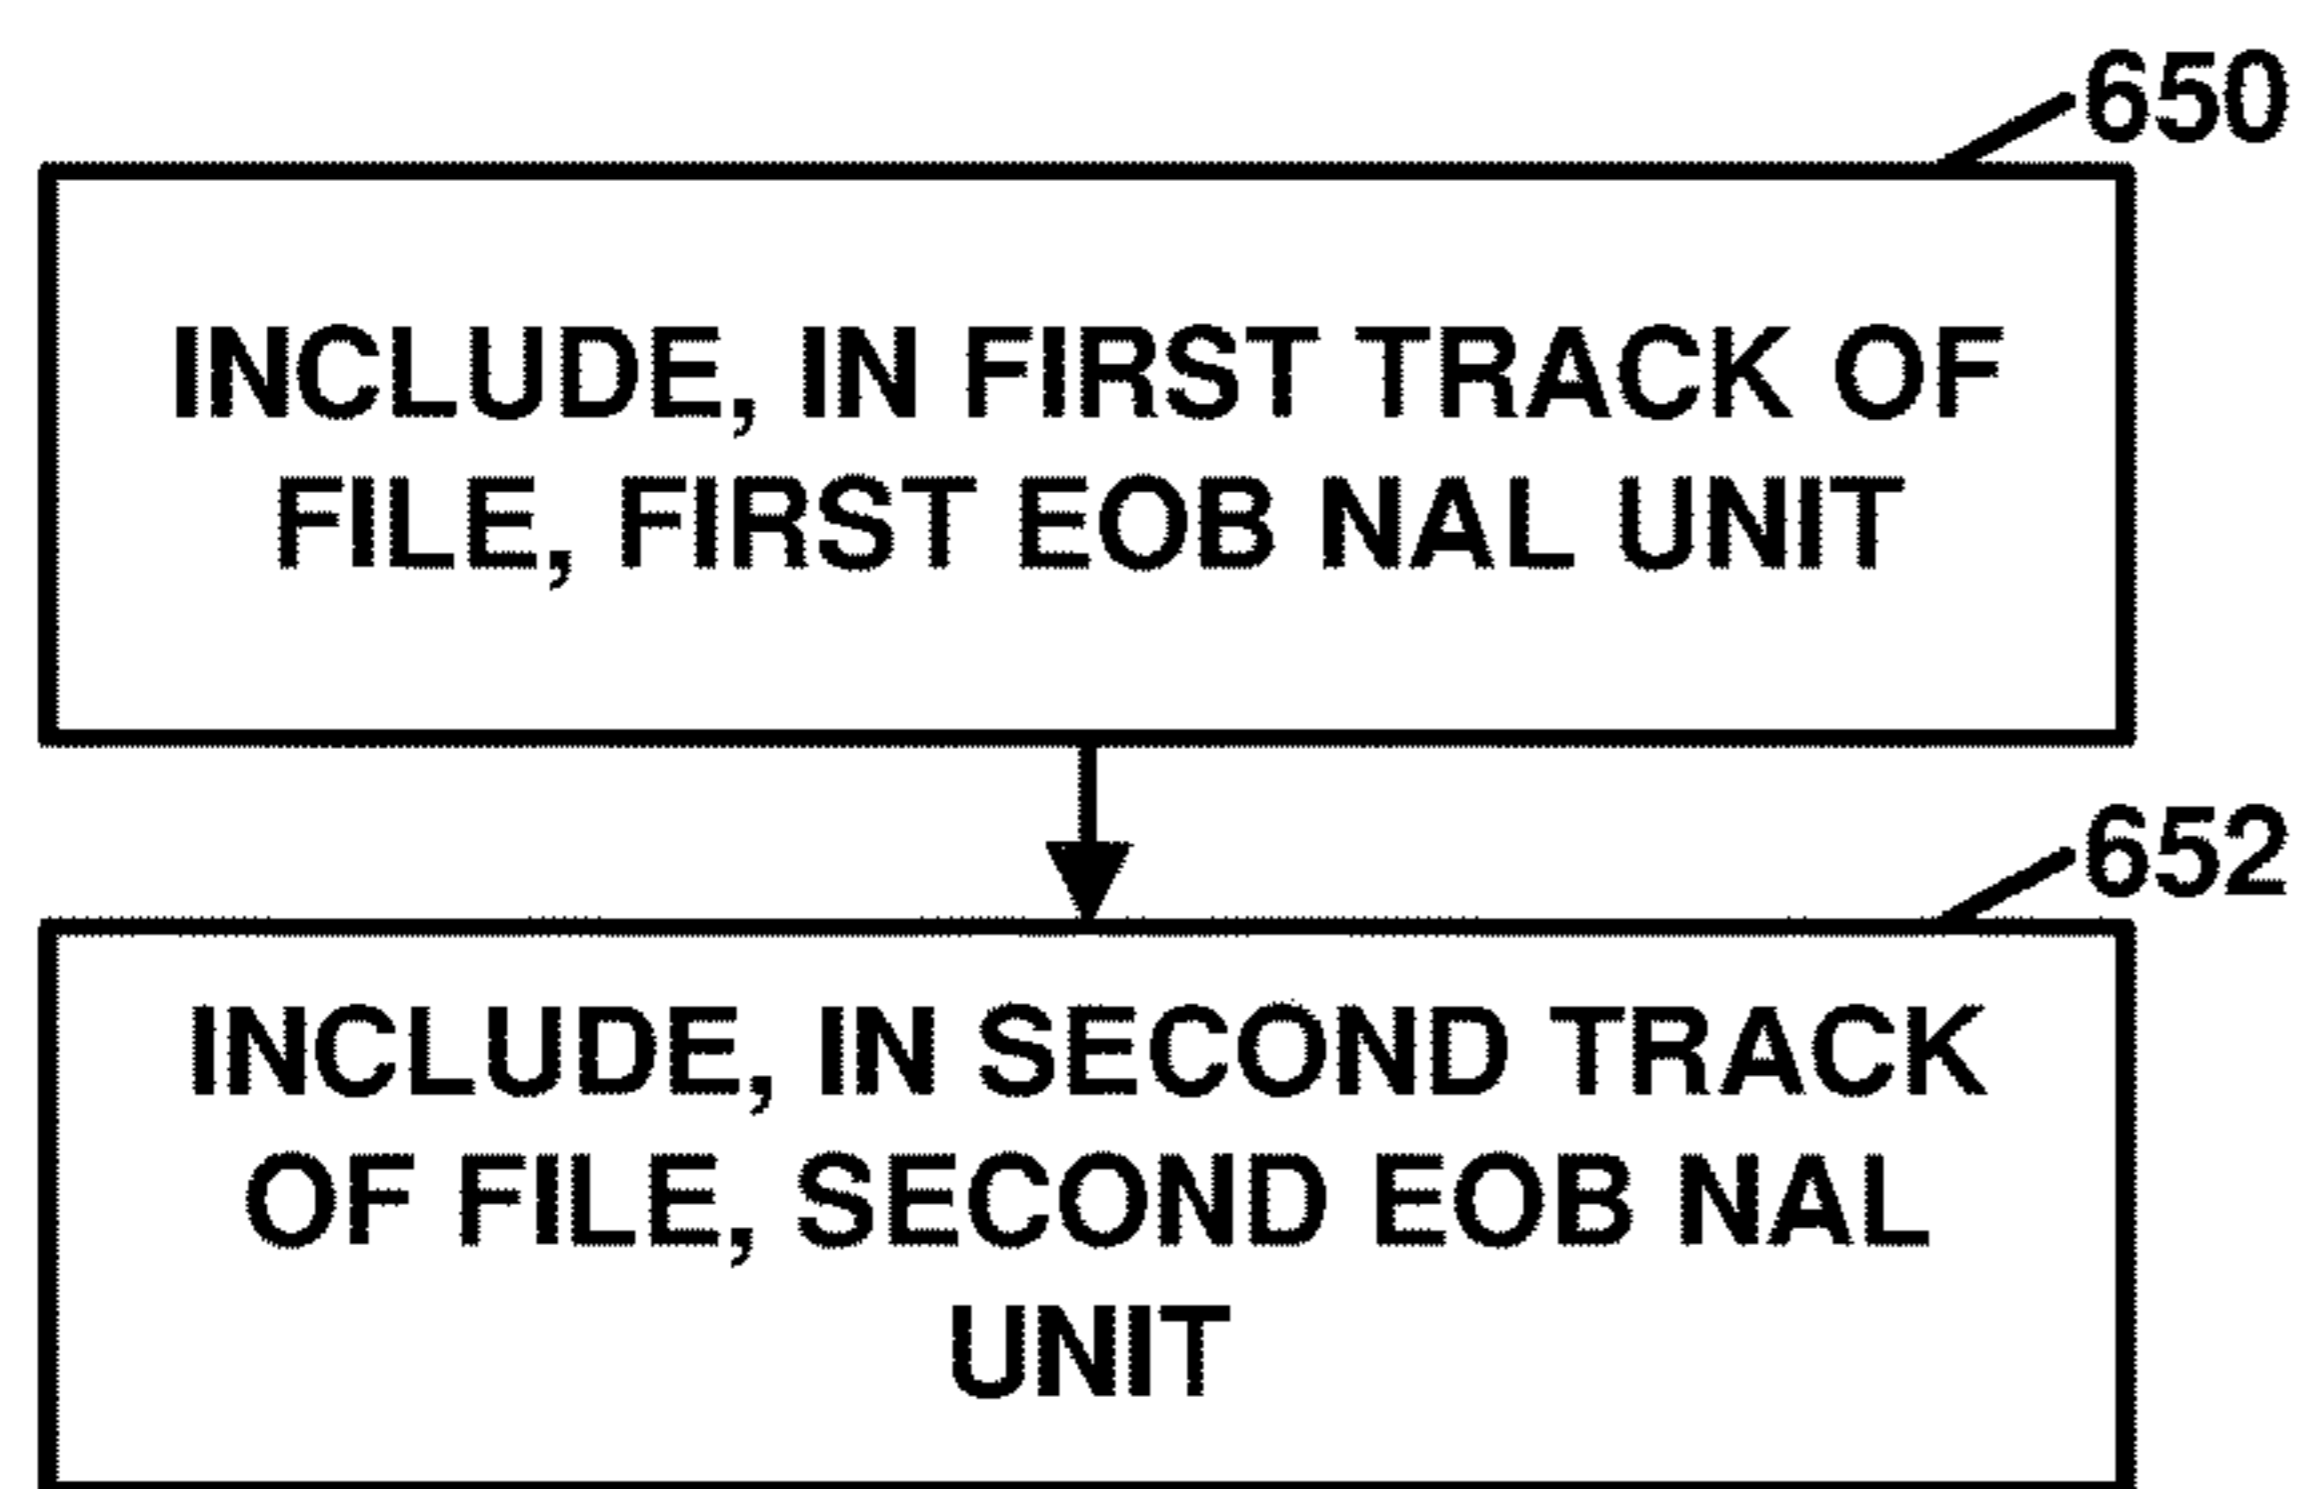 650
INCLUDE, IN FIRST TRACK OF
FILE, FIRST EOB NAL UNIT
652
INCLUDE, IN SECOND TRACK
OF FILE, SECOND EOB NAL
UNIT